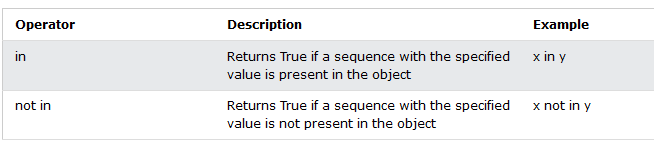 Operator Description Example
in Returns True if a sequence with the specified x in y
value is present in the object
not in Returns True if a sequence with the specified x not in y
value is not present in the object